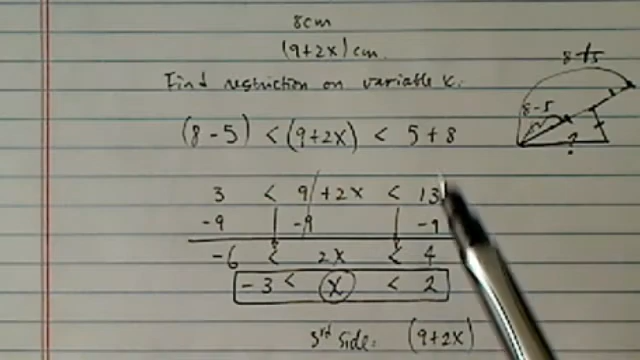 8cm
(9+2x) cm.
Find restriction on variable x.
8+5
8-5
?
(8-5) < (9+2x) < 5+8
3 < 9+2x < 13
-9 -9 -9
-6 < 2x < 4
-3 < x < 2
3rd side: (9+2x)